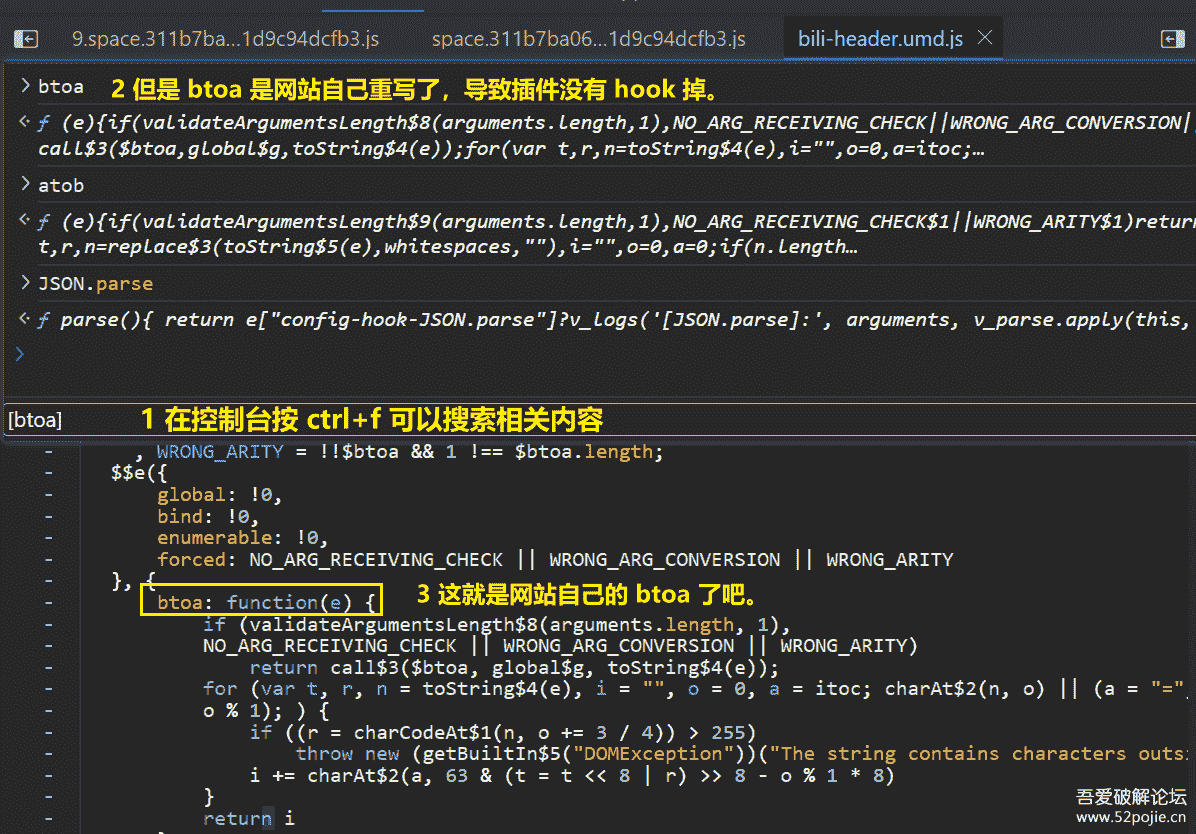 9.space.311b7ba...1d9c94dcfb3.js space.311b7ba06...1d9c94dcfb3.js bili-header.umd.js
btoa 2 但是 btoa 是网站自己重写了，导致插件没有 hook 掉。
ƒ (e){if(validateArgumentsLength$8(arguments.length,1),NO_ARG_RECEIVING_CHECK||WRONG_ARG_CONVERSION|
call$3($btoa,global$g,toString$4(e));for(var t,r,n=toString$4(e),i="",o=0,a=itoc;…
atob
ƒ (e){if(validateArgumentsLength$9(arguments.length,1),NO_ARG_RECEIVING_CHECK$1||WRONG_ARITY$1)return
t,r,n=replace$3(toString$5(e),whitespaces,""),i="",o=0,a=0;if(n.length…
JSON.parse
ƒ parse(){ return e["config-hook-JSON.parse"]?v_logs('[JSON.parse]:', arguments, v_parse.apply(this,
[btoa] 1 在控制台按 ctrl+f 可以搜索相关内容
, WRONG_ARITY = !!$btoa && 1 !== $btoa.length;
$$e({
global: !0,
bind: !0,
enumerable: !0,
forced: NO_ARG_RECEIVING_CHECK || WRONG_ARG_CONVERSION || WRONG_ARITY
}, {
btoa: function(e) { 3 这就是网站自己的 btoa 了吧。
if (validateArgumentsLength$8(arguments.length, 1),
NO_ARG_RECEIVING_CHECK || WRONG_ARG_CONVERSION || WRONG_ARITY)
return call$3($btoa, global$g, toString$4(e));
for (var t, r, n = toString$4(e), i = "", o = 0, a = itoc; charAt$2(n, o) || (a = "=",
o % 1); ) {
if ((r = charCodeAt$1(n, o += 3 / 4)) > 255)
throw new (getBuiltIn$5("DOMException"))("The string contains characters outsi
i += charAt$2(a, 63 & (t = t << 8 | r) >> 8 - o % 1 * 8)
}
return i
吾爱破解论坛
www.52pojie.cn